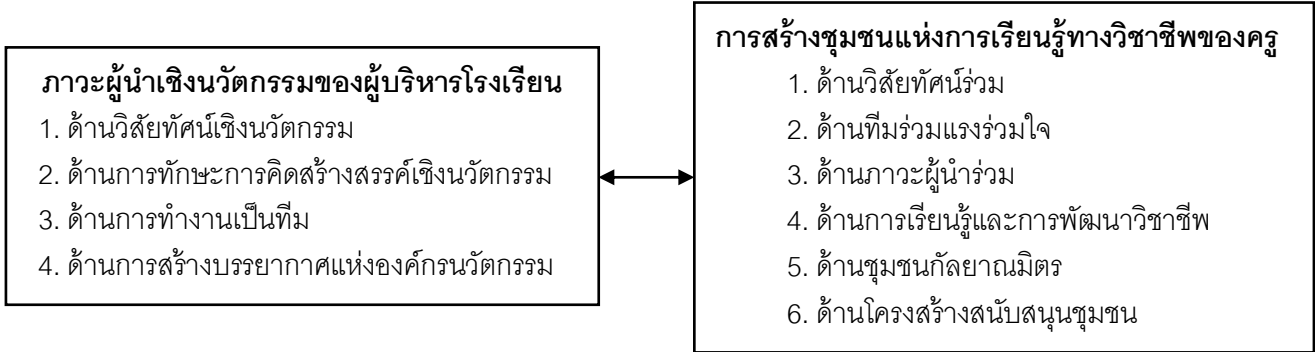 ภาวะผู้นำเชิงนวัตกรรมของผู้บริหารโรงเรียน
1. ด้านวิสัยทัศน์เชิงนวัตกรรม
2. ด้านการทักษะการคิดสร้างสรรค์เชิงนวัตกรรม
3. ด้านการทำงานเป็นทีม
4. ด้านการสร้างบรรยากาศแห่งองค์กรนวัตกรรม
การสร้างชุมชนแห่งการเรียนรู้ทางวิชาชีพของครู
1. ด้านวิสัยทัศน์ร่วม
2. ด้านทีมร่วมแรงร่วมใจ
3. ด้านภาวะผู้นำร่วม
4. ด้านการเรียนรู้และการพัฒนาวิชาชีพ
5. ด้านชุมชนกัลยาณมิตร
6. ด้านโครงสร้างสนับสนุนชุมชน